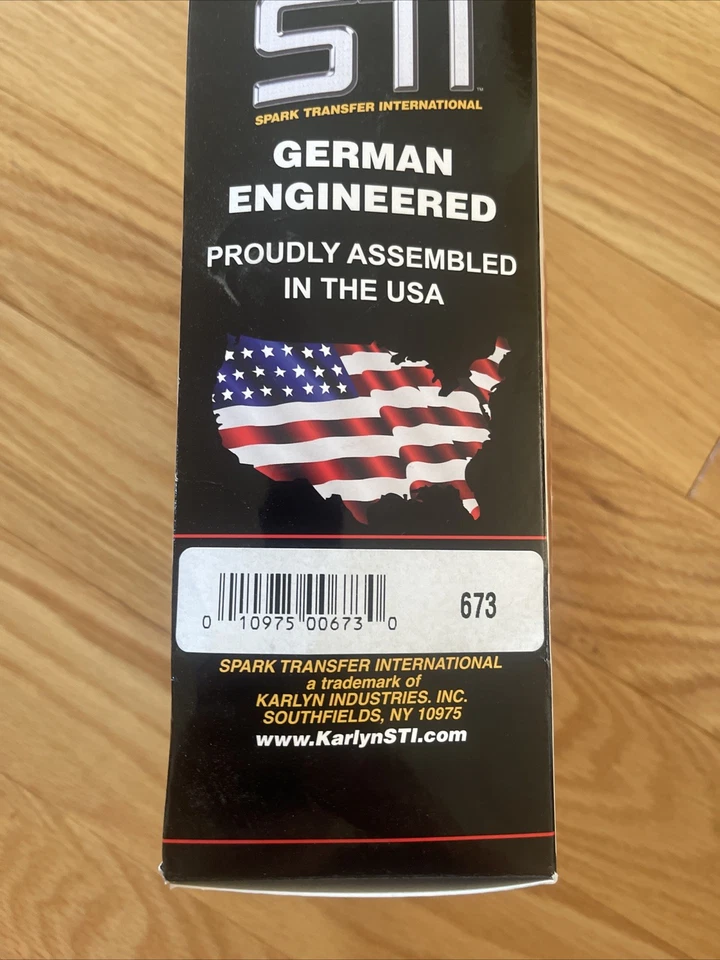 STI ™
SPARK TRANSFER INTERNATIONAL
GERMAN
ENGINEERED
PROUDLY ASSEMBLED
IN THE USA
0 10975 00673 0
673
SPARK TRANSFER INTERNATIONAL
a trademark of
KARLYN INDUSTRIES. INC.
SOUTHFIELDS, NY 10975
www.KarlynSTI.com